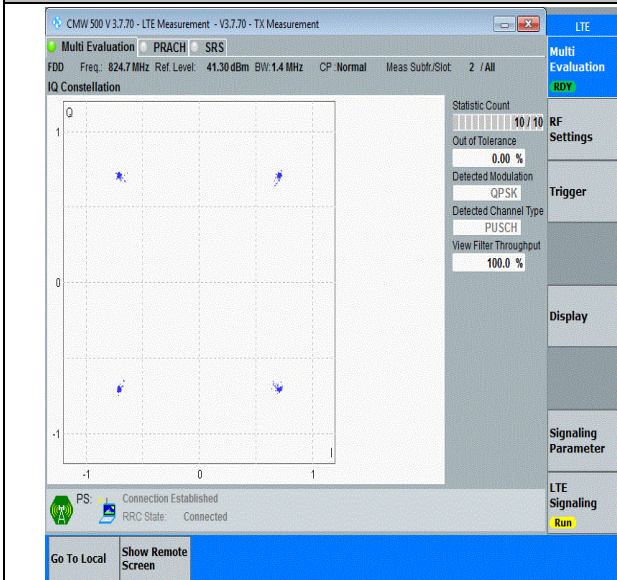 CMW 500 V 3.7.70 - LTE Measurement - V3.7.70 - TX Measurement
LTE
Multi Evaluation PRACH SRS
FDD Freq.: 824.7 MHz Ref. Level: 41.30 dBm BW: 1.4 MHz CP :Normal Meas Subfr./Slot: 2 / All
IQ Constellation
Q
1
0
-1
-1 0 1
I
Statistic Count
10 / 10
Out of Tolerance
0.00 %
Detected Modulation
QPSK
Detected Channel Type
PUSCH
View Filter Throughput
100.0 %
Multi
Evaluation
RDY
RF
Settings
Trigger
Display
Signaling
Parameter
LTE
Signaling
Run
PS: Connection Established
RRC State: Connected
Go To Local
Show Remote
Screen